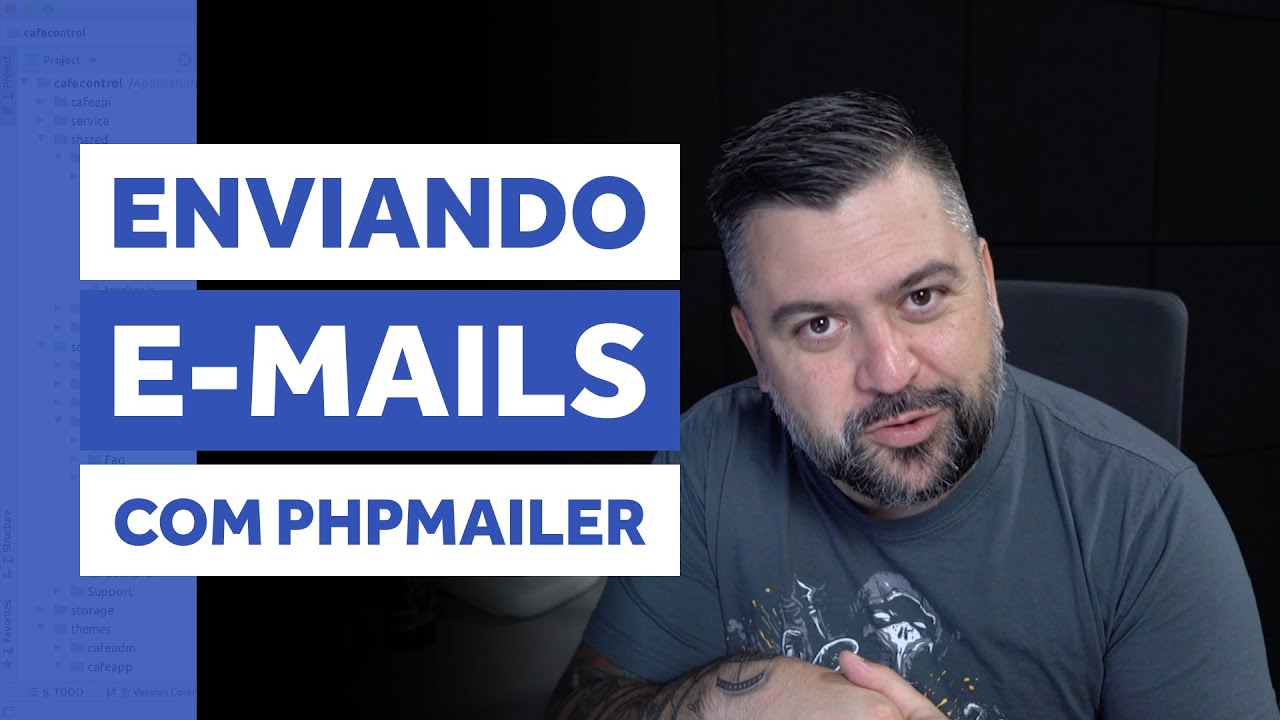 cafecontrol
Project
1: Project
cafecontrol /Application
cafeapi
service
shared
ENVIANDO
E-MAILS
COM PHPMAILER
Faq
Support
storage
themes
cafeadm
cafeapp
Z: Structure
2: Favorites
6: TODO
9: Version Contr